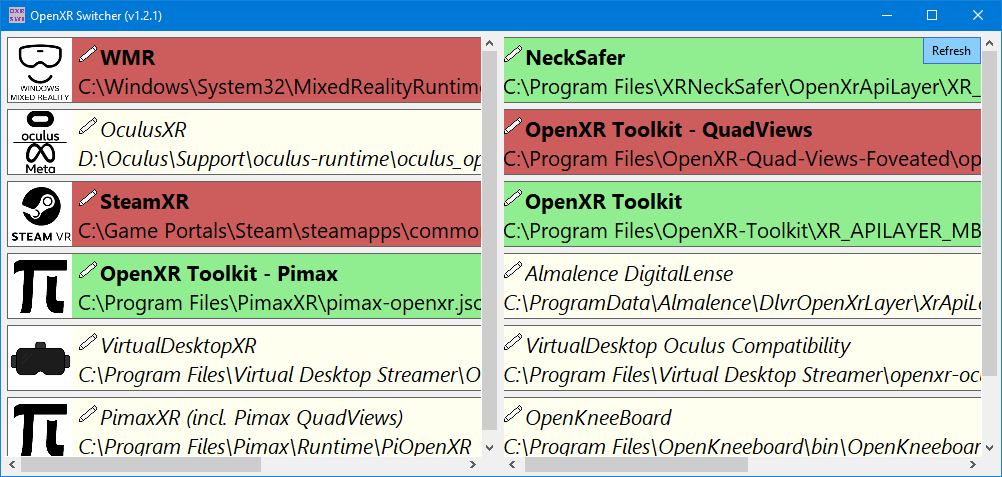 OXR
SWI
OpenXR Switcher (v1.2.1)
WINDOWS
MIXED REALITY
WMR
C:\Windows\System32\MixedRealityRuntime
oculus
Meta
OculusXR
D:\Oculus\Support\oculus-runtime\oculus_op
STEAM VR
SteamXR
C:\Game Portals\Steam\steamapps\commo
OpenXR Toolkit - Pimax
C:\Program Files\PimaxXR\pimax-openxr.jso
VirtualDesktopXR
C:\Program Files\Virtual Desktop Streamer\O
PimaxXR (incl. Pimax QuadViews)
C:\Program Files\Pimax\Runtime\PiOpenXR
Refresh
NeckSafer
C:\Program Files\XRNeckSafer\OpenXrApiLayer\XR_
OpenXR Toolkit - QuadViews
C:\Program Files\OpenXR-Quad-Views-Foveated\op
OpenXR Toolkit
C:\Program Files\OpenXR-Toolkit\XR_APILAYER_MB
Almalence DigitalLense
C:\ProgramData\Almalence\DlvrOpenXrLayer\XrApiL
VirtualDesktop Oculus Compatibility
C:\Program Files\Virtual Desktop Streamer\openxr-oc
OpenKneeBoard
C:\Program Files\OpenKneeboard\bin\OpenKneeboa